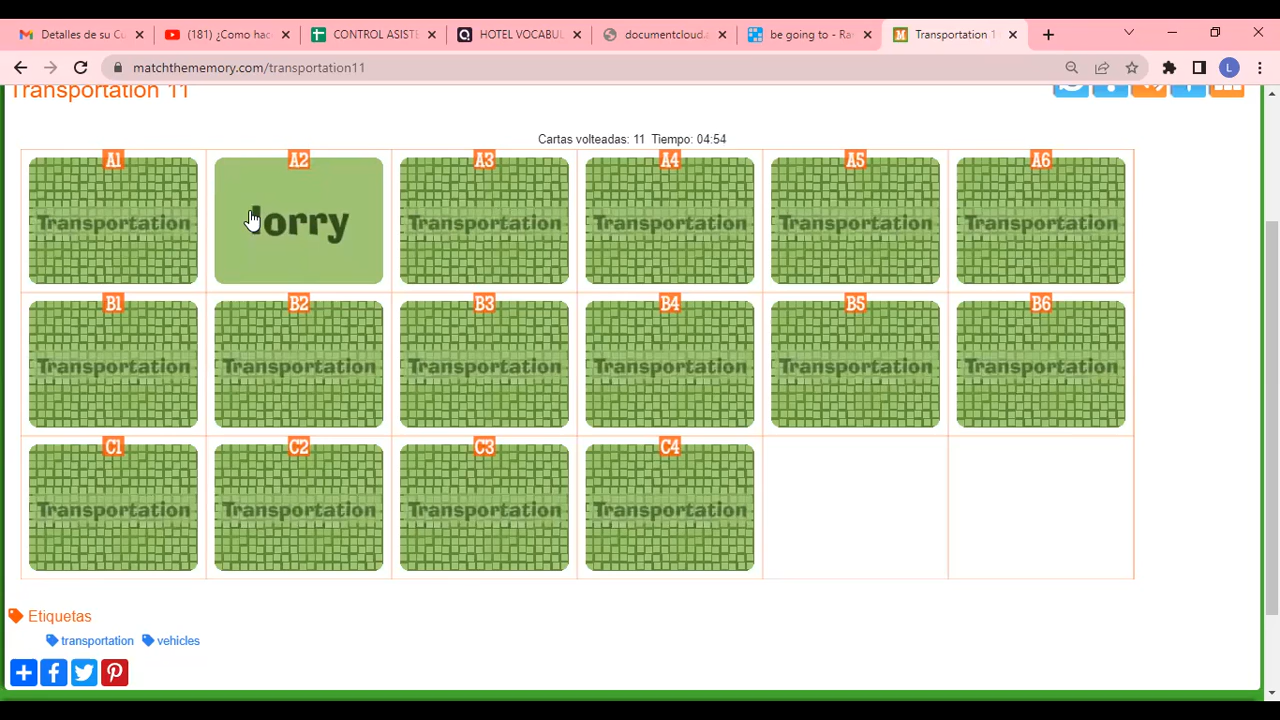 Detalles de su Cu
(181) ¿Como hac
CONTROL ASISTE
HOTEL VOCABUL
documentcloud.a
be going to - Ra
Transportation 1
matchthememory.com/transportation11
L
Transportation 11
Cartas volteadas: 11 Tiempo: 04:54
A1 A2 A3 A4 A5 A6
Transportation lorry Transportation Transportation Transportation Transportation
B1 B2 B3 B4 B5 B6
Transportation Transportation Transportation Transportation Transportation Transportation
C1 C2 C3 C4
Transportation Transportation Transportation Transportation
Etiquetas
transportation vehicles